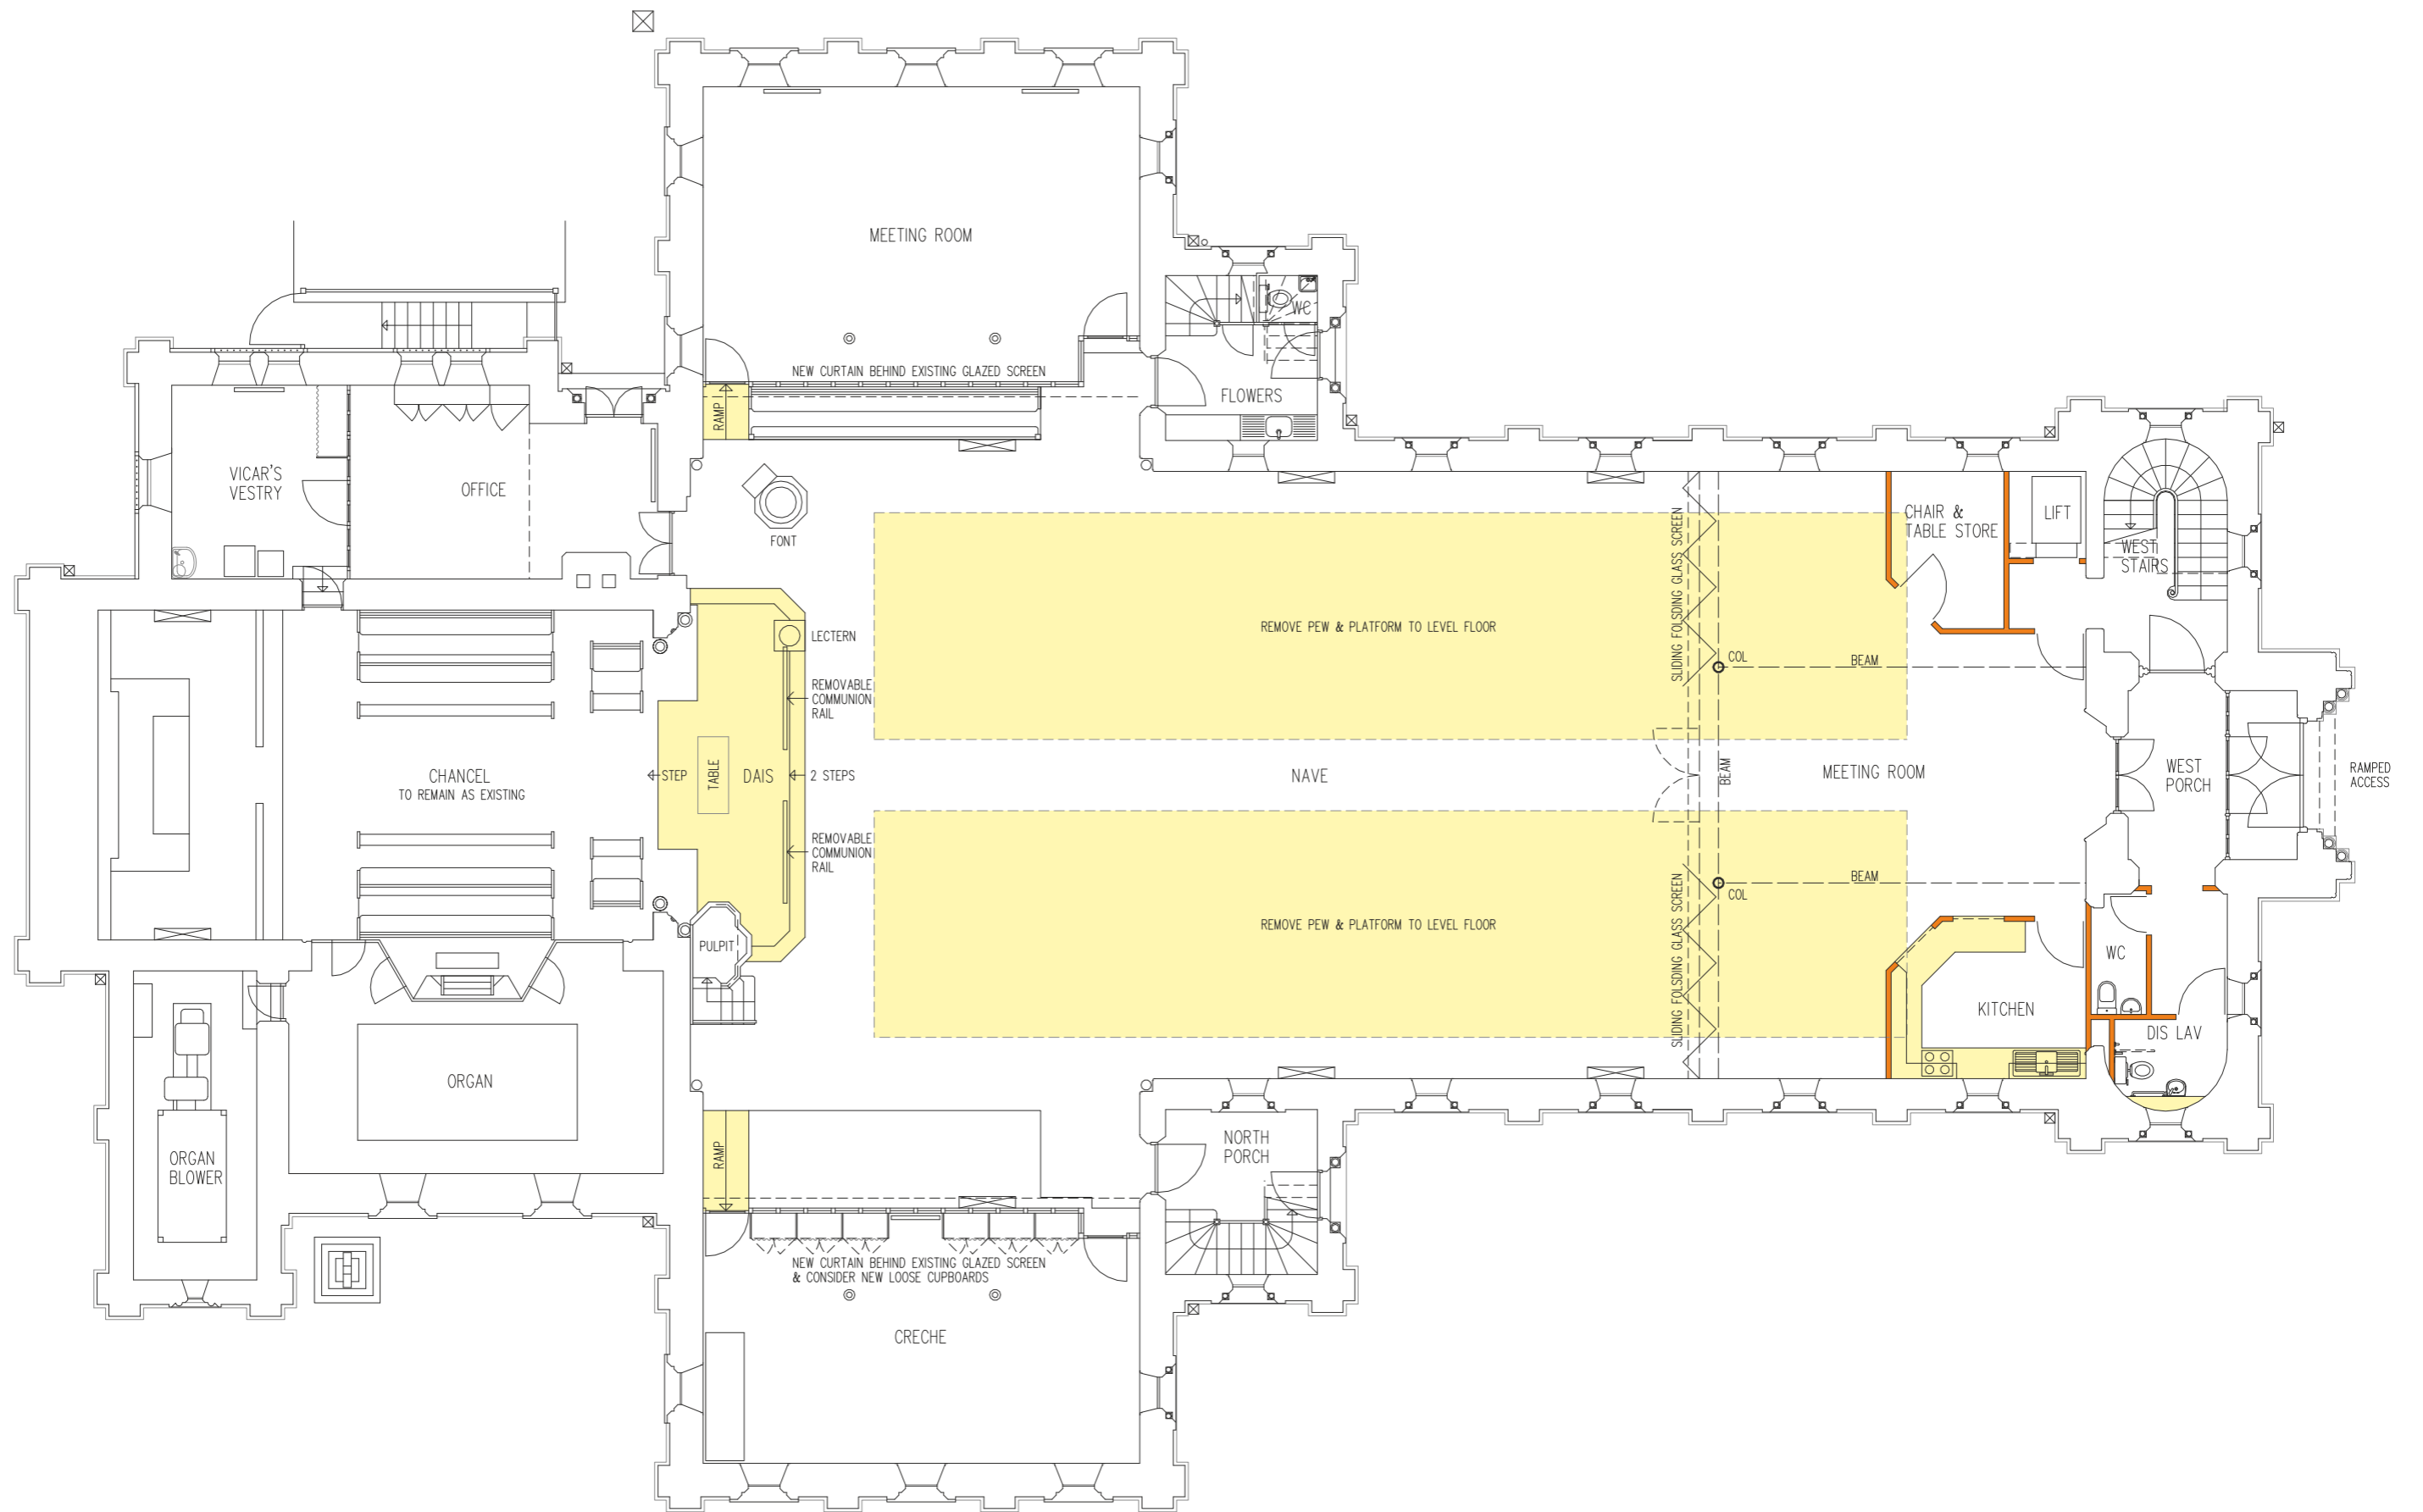 MEETING ROOM
WC
NEW CURTAIN BEHIND EXISTING GLAZED SCREEN
RAMP
FLOWERS
VICAR'S
VESTRY
OFFICE
FONT
CHAIR &
TABLE STORE
LIFT
WEST
STAIRS
SLIDING FOLSDING GLASS SCREEN
REMOVE PEW & PLATFORM TO LEVEL FLOOR
LECTERN
COL
BEAM
REMOVABLE
COMMUNION
RAIL
CHANCEL
TO REMAIN AS EXISTING
STEP
TABLE
DAIS
2 STEPS
NAVE
BEAM
MEETING ROOM
WEST
PORCH
RAMPED
ACCESS
REMOVABLE
COMMUNION
RAIL
BEAM
COL
SLIDING FOLSDING GLASS SCREEN
REMOVE PEW & PLATFORM TO LEVEL FLOOR
PULPIT
WC
KITCHEN
DIS LAV
ORGAN
ORGAN
BLOWER
RAMP
NORTH
PORCH
NEW CURTAIN BEHIND EXISTING GLAZED SCREEN
& CONSIDER NEW LOOSE CUPBOARDS
CRECHE